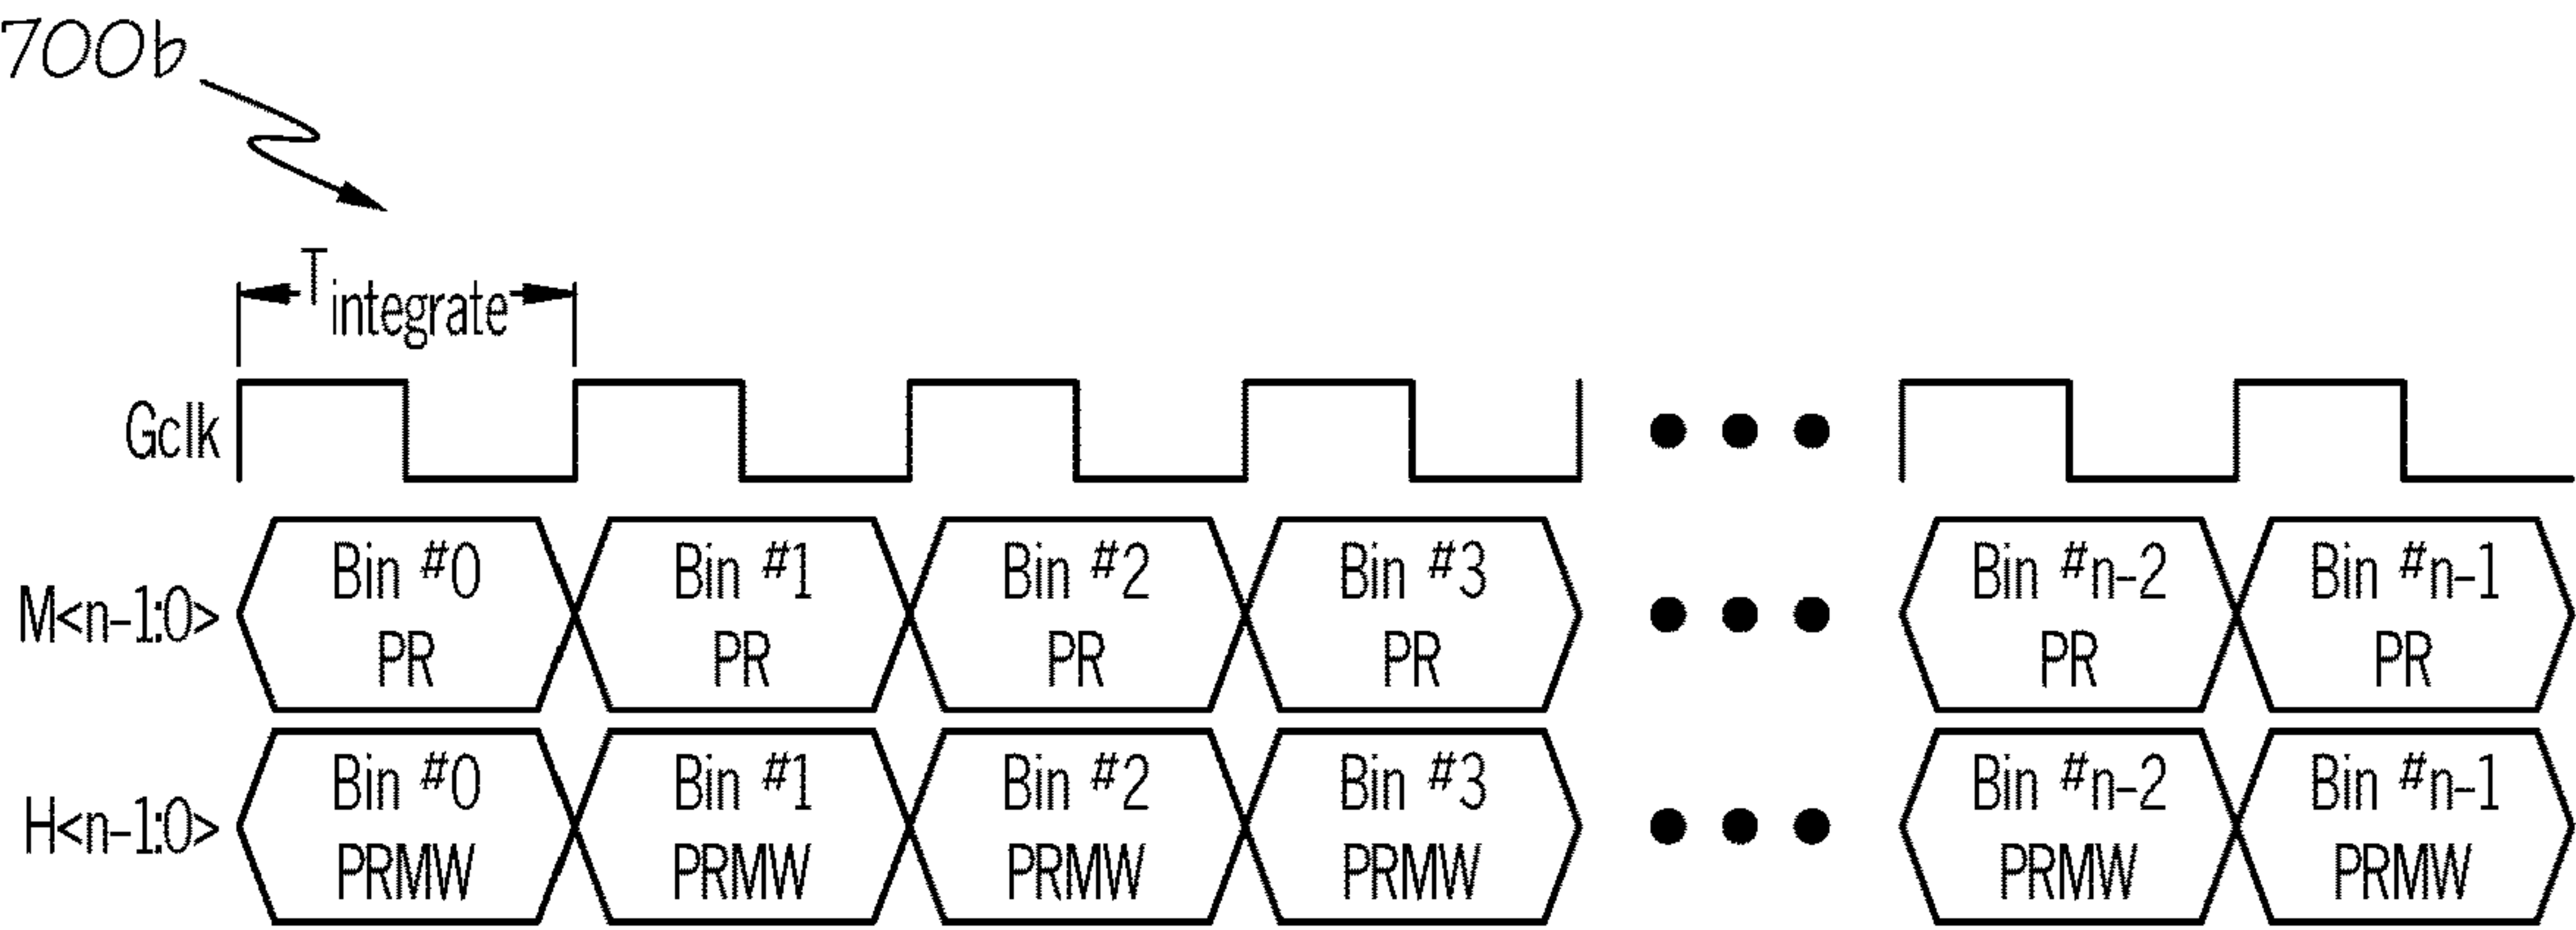 700b
T integrate
Gclk
M<n-1:0> Bin #0 Bin #1 Bin #2 Bin #3 Bin #n-2 Bin #n-1
PR PR PR PR PR PR
H<n-1:0> Bin #0 Bin #1 Bin #2 Bin #3 Bin #n-2 Bin #n-1
PRMW PRMW PRMW PRMW PRMW PRMW